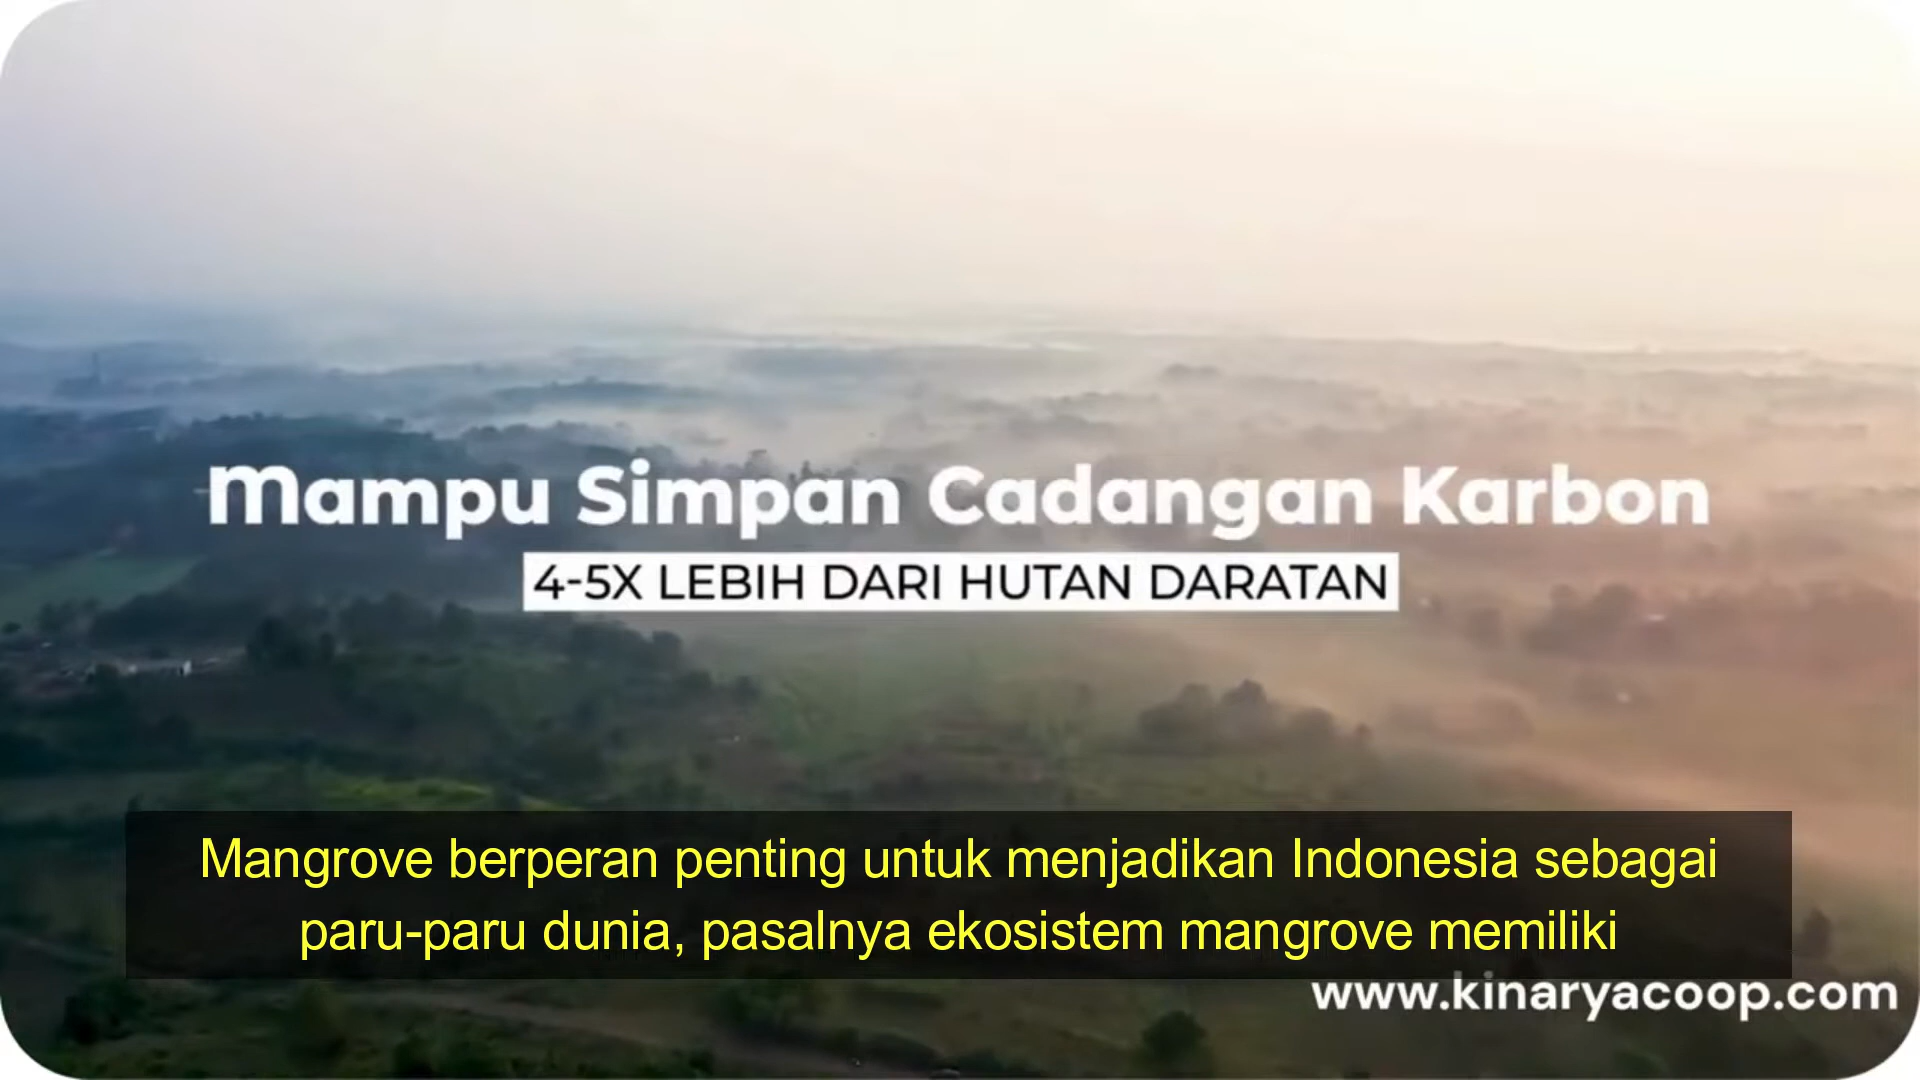 Mampu Simpan Cadangan Karbon
4-5X LEBIH DARI HUTAN DARATAN
Mangrove berperan penting untuk menjadikan Indonesia sebagai
paru-paru dunia, pasalnya ekosistem mangrove memiliki
www.kinaryacoop.com